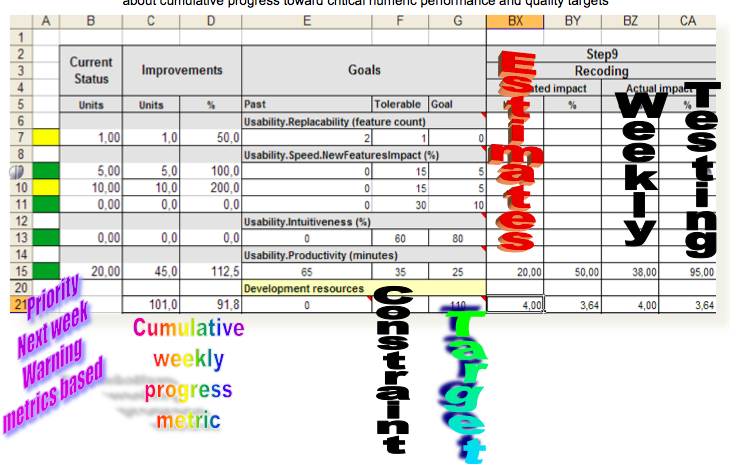 about cumulative progress toward critical numeric performance and quality targets
A B C D E F G BX BY BZ CA
1
2 Current Status Improvements Goals Step9
3 Recoding
4 impact Actual impact
5 Units Units % Past Tolerable Goal % %
6 Usability.Replacability (feature count)
7 1,00 1,0 50,0 2 1 0
8 Usability.Speed.NewFeaturesImpact (%)
5,00 5,0 100,0 0 15 5
10 10,00 10,0 200,0 0 15 5
11 0,00 0,0 0,0 0 30 10
12 Usability.Intuitiveness (%)
13 0,00 0,0 0,0 0 60 80
14 Usability.Productivity (minutes)
15 20,00 45,0 112,5 65 35 25 20,00 50,00 38,00 95,00
20 Development resources
21 101,0 91,8 0 110 4,00 3,64 4,00 3,64
Estimates
Weekly
Testing
Priority
Next week
Warning
metrics based
Cumulative
weekly
progress
metric
Constraint
Target